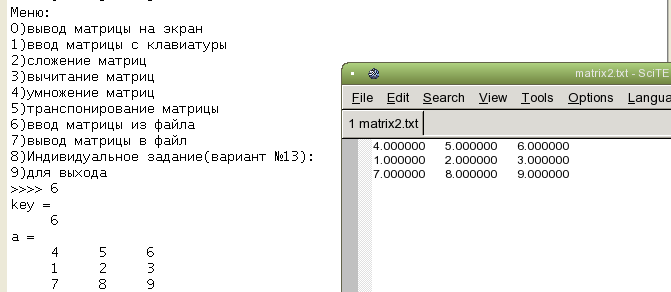 Меню:
0)вывод матрицы на экран
1)ввод матрицы с клавиатуры
2)сложение матриц
3)вычитание матриц
4)умножение матриц
5)транспонирование матрицы
6)ввод матрицы из файла
7)вывод матрицы в файл
8)Индивидуальное задание(вариант №13):
9)для выхода
>>>> 6
key =
6
a =
4 5 6
1 2 3
7 8 9
matrix2.txt - SciTE
File Edit Search View Tools Options Langua
1 matrix2.txt
4.000000 5.000000 6.000000
1.000000 2.000000 3.000000
7.000000 8.000000 9.000000